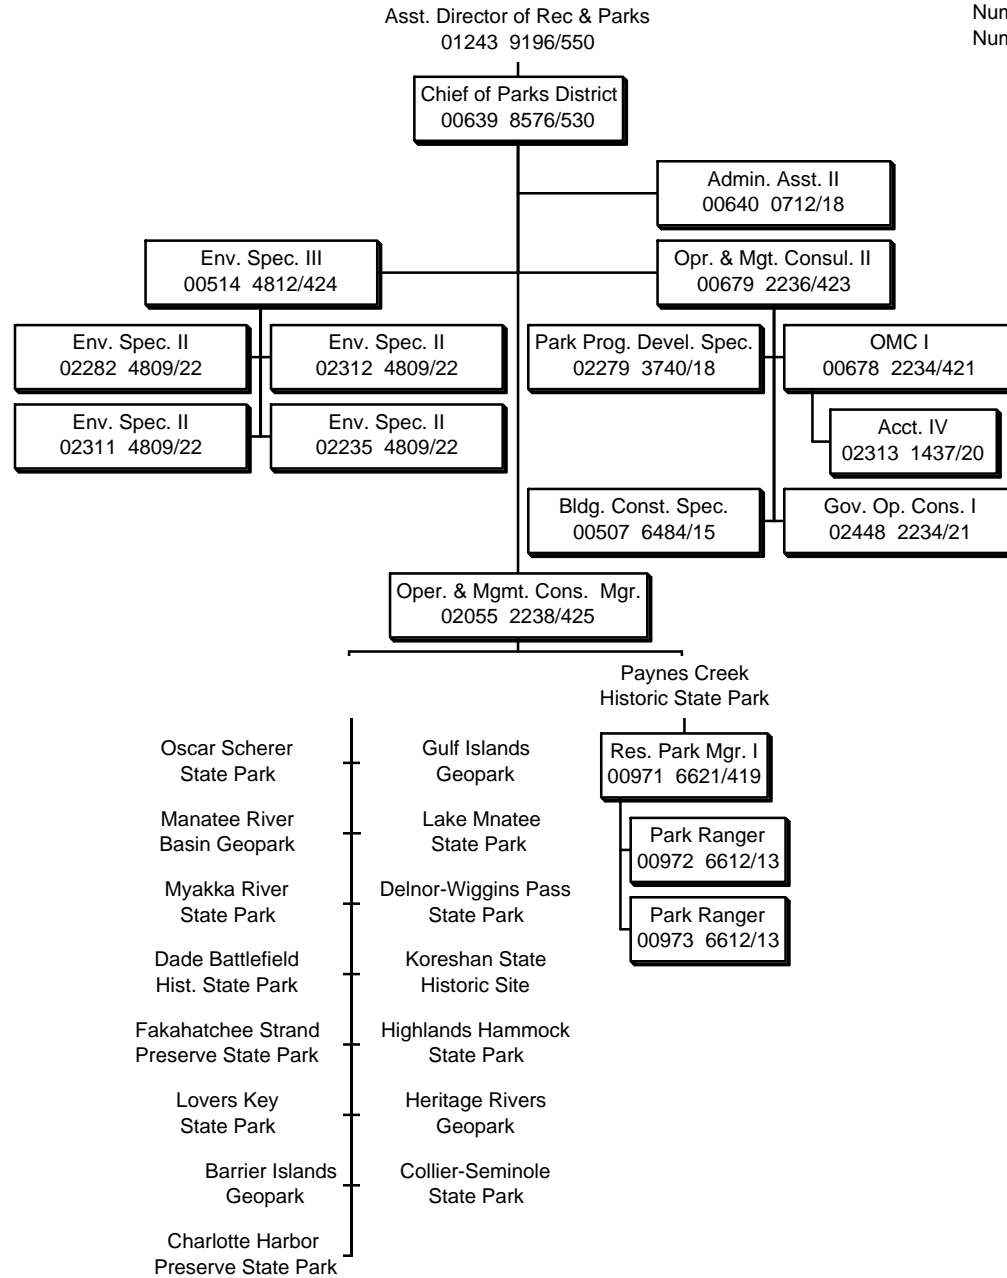 Asst. Director of Rec & Parks
01243 9196/550
Num
Num
Chief of Parks District
00639 8576/530
Admin. Asst. II
00640 0712/18
Env. Spec. III
00514 4812/424
Opr. & Mgt. Consul. II
00679 2236/423
Env. Spec. II
02282 4809/22
Env. Spec. II
02312 4809/22
Park Prog. Devel. Spec.
02279 3740/18
OMC I
00678 2234/421
Env. Spec. II
02311 4809/22
Env. Spec. II
02235 4809/22
Acct. IV
02313 1437/20
Bldg. Const. Spec.
00507 6484/15
Gov. Op. Cons. I
02448 2234/21
Oper. & Mgmt. Cons. Mgr.
02055 2238/425
Paynes Creek
Historic State Park
Res. Park Mgr. I
00971 6621/419
Park Ranger
00972 6612/13
Park Ranger
00973 6612/13
Oscar Scherer
State Park
Gulf Islands
Geopark
Manatee River
Basin Geopark
Lake Mnatee
State Park
Myakka River
State Park
Delnor-Wiggins Pass
State Park
Dade Battlefield
Hist. State Park
Koreshan State
Historic Site
Fakahatchee Strand
Preserve State Park
Highlands Hammock
State Park
Lovers Key
State Park
Heritage Rivers
Geopark
Barrier Islands
Geopark
Collier-Seminole
State Park
Charlotte Harbor
Preserve State Park